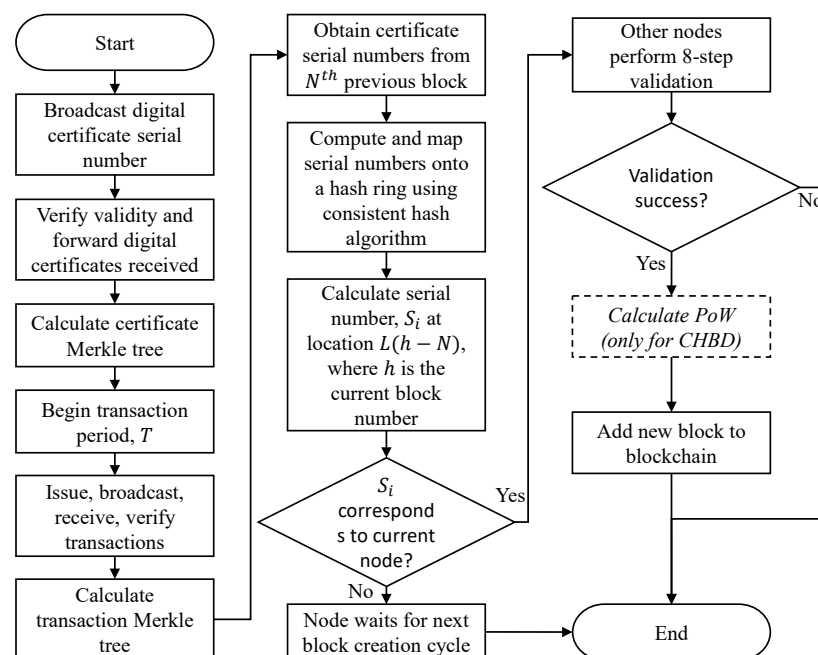 Start
Broadcast digital
certificate serial
number
Verify validity and
forward digital
certificates received
Calculate certificate
Merkle tree
Begin transaction
period, T
Issue, broadcast,
receive, verify
transactions
Calculate
transaction Merkle
tree
Obtain certificate
serial numbers from
Nᵗʰ previous block
Compute and map
serial numbers onto
a hash ring using
consistent hash
algorithm
Calculate serial
number, Sᵢ at
location L(h − N),
where h is the
current block
number
Sᵢ
correspond
s to current
node?
Yes
No
Node waits for next
block creation cycle
Other nodes
perform 8-step
validation
Validation
success?
No
Yes
Calculate PoW
(only for CHBD)
Add new block to
blockchain
End